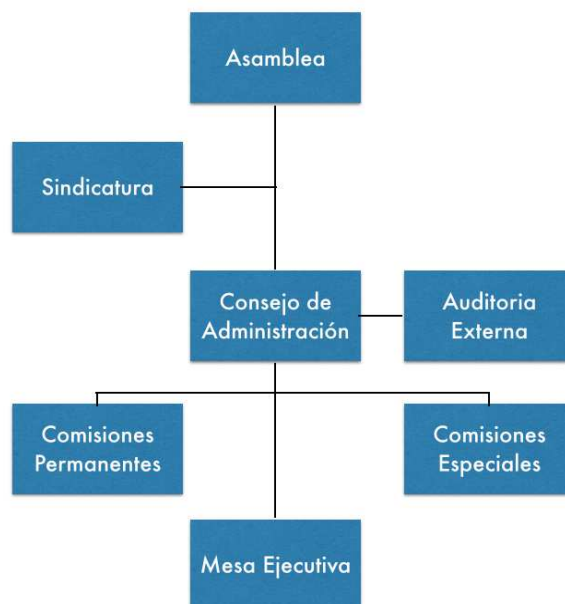 Asamblea
Sindicatura
Consejo de
Administración
Auditoria
Externa
Comisiones
Permanentes
Comisiones
Especiales
Mesa Ejecutiva